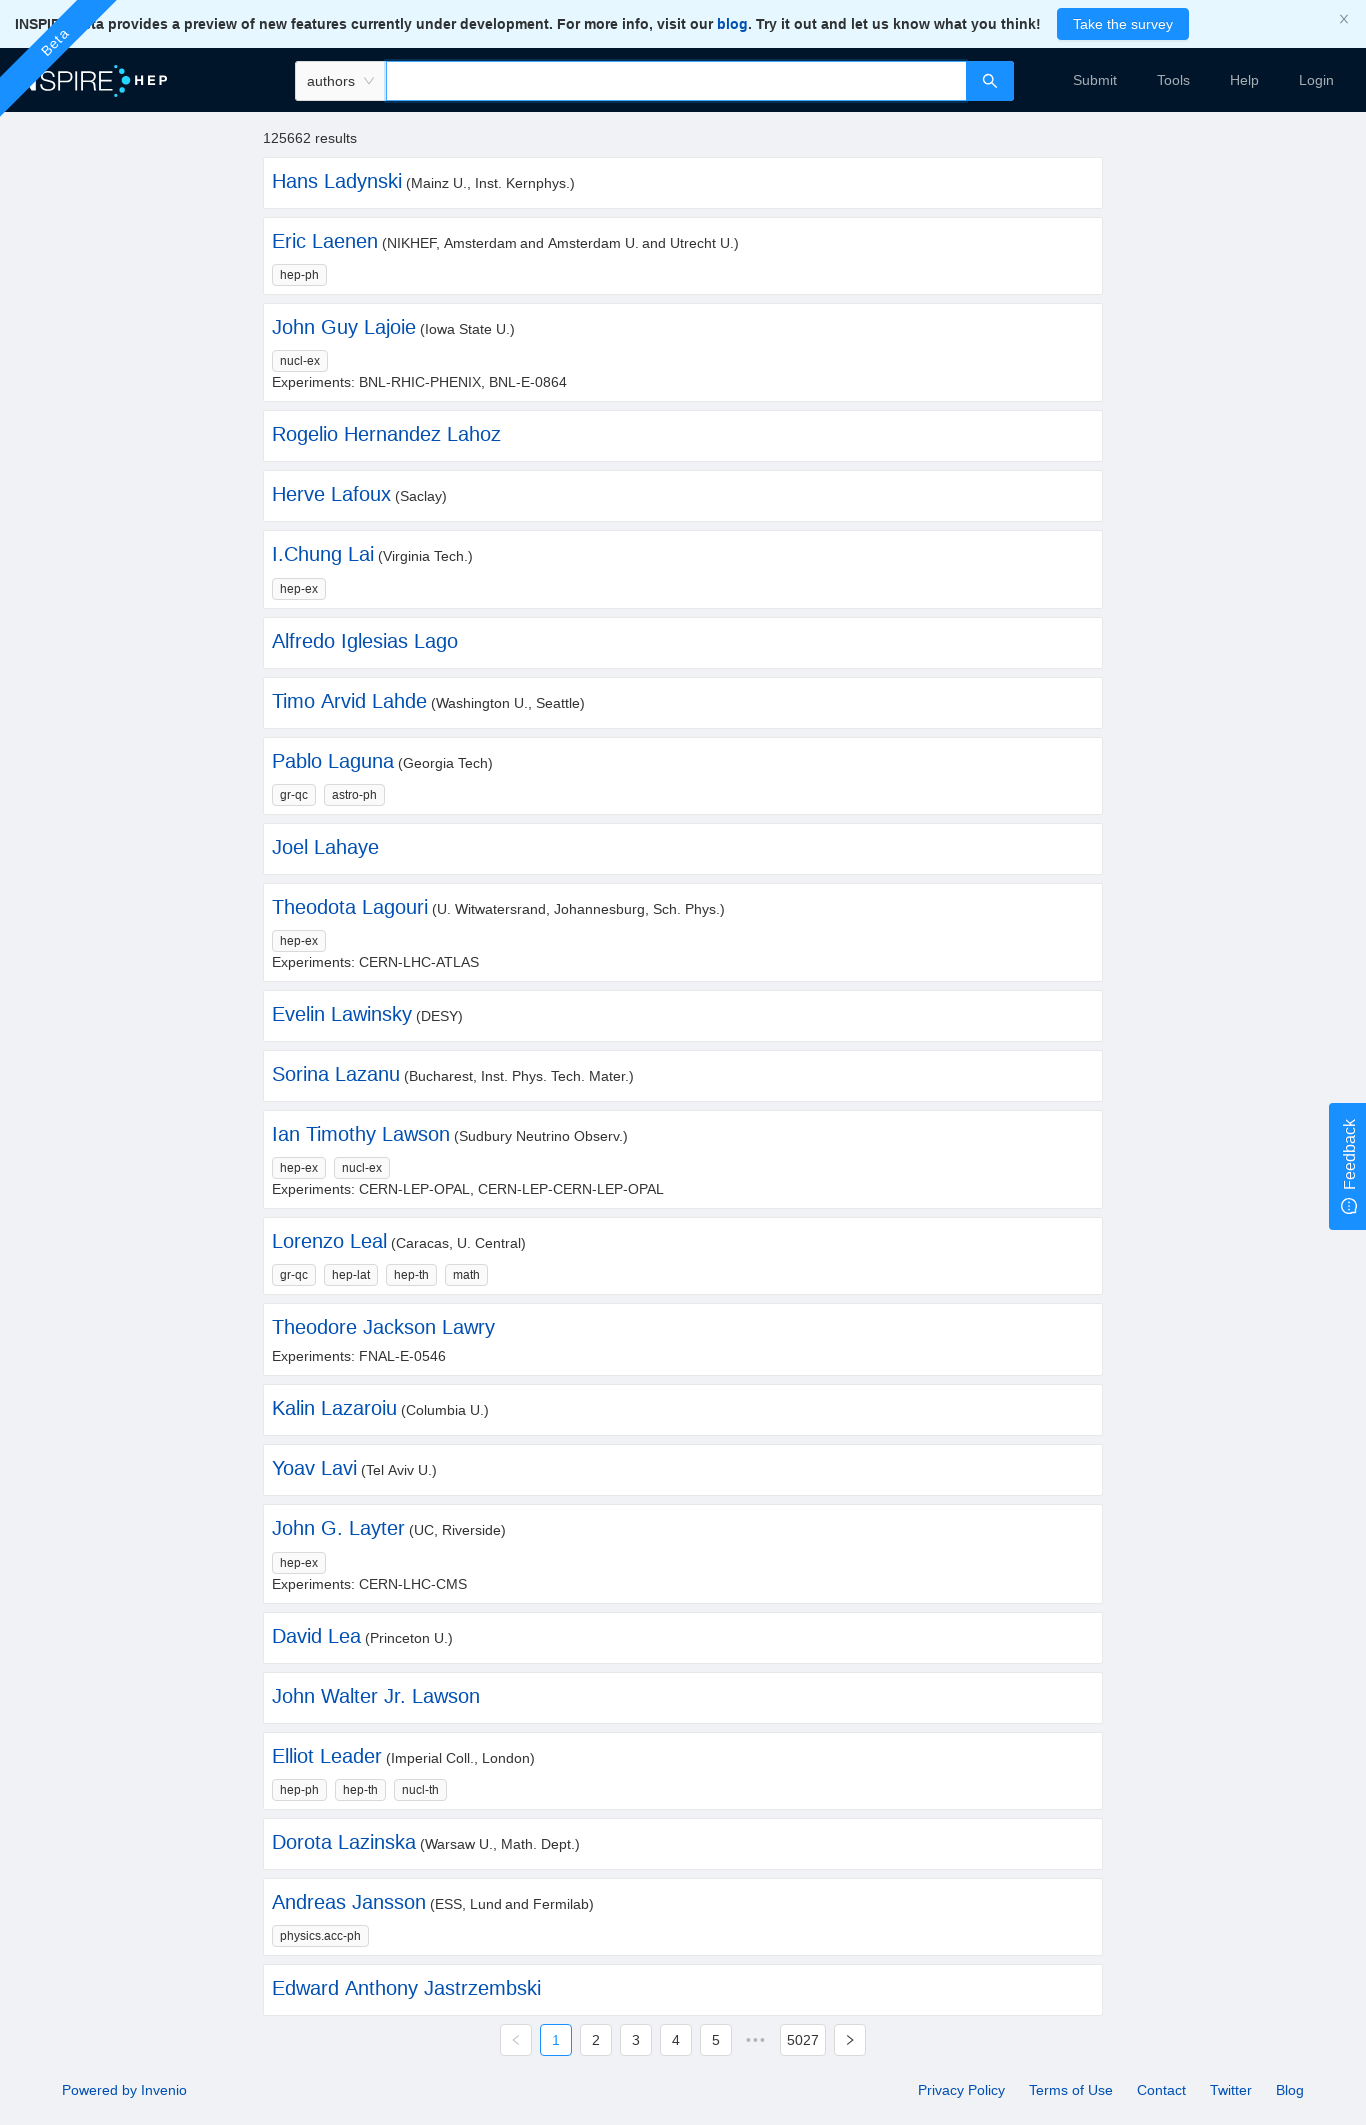 INSPIRE beta provides a preview of new features currently under development. For more info, visit our blog. Try it out and let us know what you think! Take the survey
Beta
INSPIRE HEP authors Submit Tools Help Login
125662 results
Hans Ladynski (Mainz U., Inst. Kernphys.)
Eric Laenen (NIKHEF, Amsterdam and Amsterdam U. and Utrecht U.)
hep-ph
John Guy Lajoie (Iowa State U.)
nucl-ex
Experiments: BNL-RHIC-PHENIX, BNL-E-0864
Rogelio Hernandez Lahoz
Herve Lafoux (Saclay)
I.Chung Lai (Virginia Tech.)
hep-ex
Alfredo Iglesias Lago
Timo Arvid Lahde (Washington U., Seattle)
Pablo Laguna (Georgia Tech)
gr-qc astro-ph
Joel Lahaye
Theodota Lagouri (U. Witwatersrand, Johannesburg, Sch. Phys.)
hep-ex
Experiments: CERN-LHC-ATLAS
Evelin Lawinsky (DESY)
Sorina Lazanu (Bucharest, Inst. Phys. Tech. Mater.)
Ian Timothy Lawson (Sudbury Neutrino Observ.)
hep-ex nucl-ex
Experiments: CERN-LEP-OPAL, CERN-LEP-CERN-LEP-OPAL
Feedback
Lorenzo Leal (Caracas, U. Central)
gr-qc hep-lat hep-th math
Theodore Jackson Lawry
Experiments: FNAL-E-0546
Kalin Lazaroiu (Columbia U.)
Yoav Lavi (Tel Aviv U.)
John G. Layter (UC, Riverside)
hep-ex
Experiments: CERN-LHC-CMS
David Lea (Princeton U.)
John Walter Jr. Lawson
Elliot Leader (Imperial Coll., London)
hep-ph hep-th nucl-th
Dorota Lazinska (Warsaw U., Math. Dept.)
Andreas Jansson (ESS, Lund and Fermilab)
physics.acc-ph
Edward Anthony Jastrzembski
1 2 3 4 5 ••• 5027
Powered by Invenio Privacy Policy Terms of Use Contact Twitter Blog